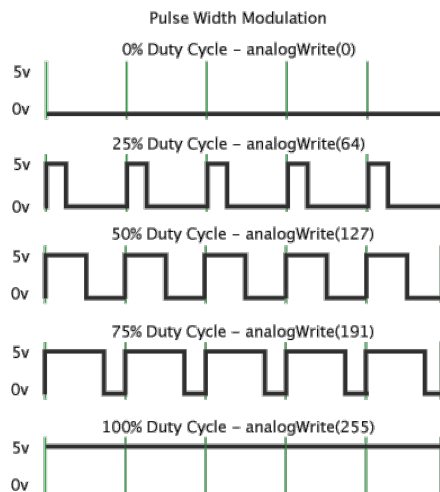 Pulse Width Modulation
0% Duty Cycle – analogWrite(0)
5v
0v
25% Duty Cycle – analogWrite(64)
5v
0v
50% Duty Cycle – analogWrite(127)
5v
0v
75% Duty Cycle – analogWrite(191)
5v
0v
100% Duty Cycle – analogWrite(255)
5v
0v